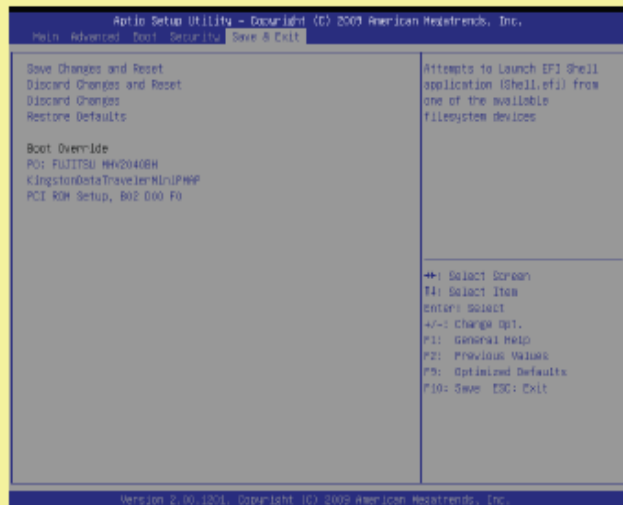 Aptio Setup Utility - Copyright (C) 2009 American Megatrends, Inc.
Main Advanced Boot Security Save & Exit
Save Changes and Reset
Discard Changes and Reset
Discard Changes
Restore Defaults
Boot Override
P0: FUJITSU MHV2040BH
KingstonDataTravelerMiniPMAP
PCI ROM Setup, B02 D00 F0
Attempts to Launch EFI Shell
application (Shell.efi) from
one of the available
filesystem devices
→←: Select Screen
↑↓: Select Item
Enter: Select
+/-: Change Opt.
F1: General Help
F2: Previous Values
F9: Optimized Defaults
F10: Save ESC: Exit
Version 2.00.1201. Copyright (C) 2009 American Megatrends, Inc.